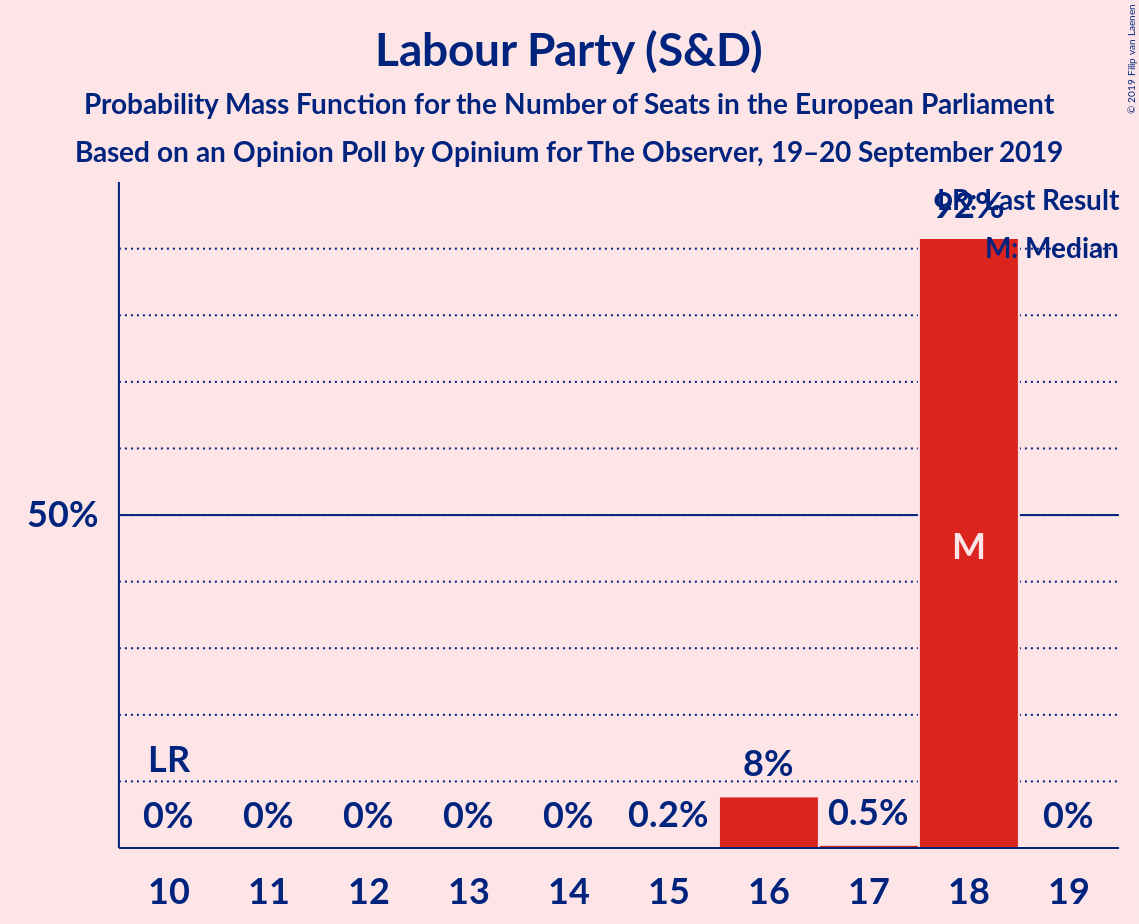 Labour Party (S&D)
Probability Mass Function for the Number of Seats in the European Parliament
Based on an Opinion Poll by Opinium for The Observer, 19–20 September 2019
© 2019 Filip van Laenen
LR: Last Result
M: Median
92%
50%
M
LR
8%
0% 0% 0% 0% 0% 0.2% 0.5% 0%
10 11 12 13 14 15 16 17 18 19